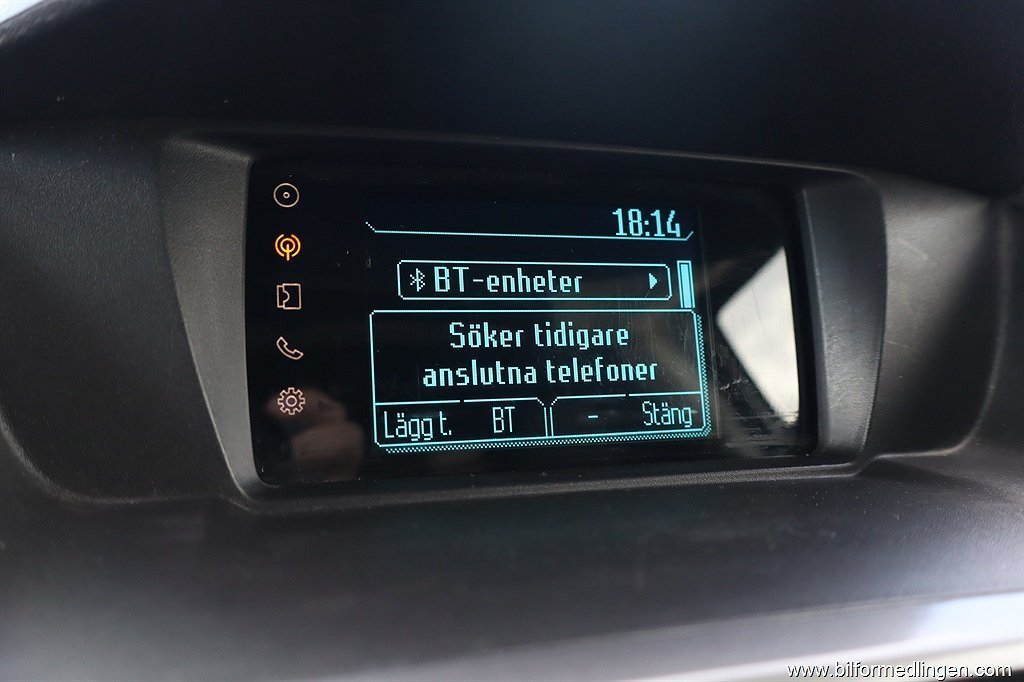 18:14
BT-enheter
Söker tidigare
anslutna telefoner
Lägg t. BT - Stäng
www.bilformedlingen.com